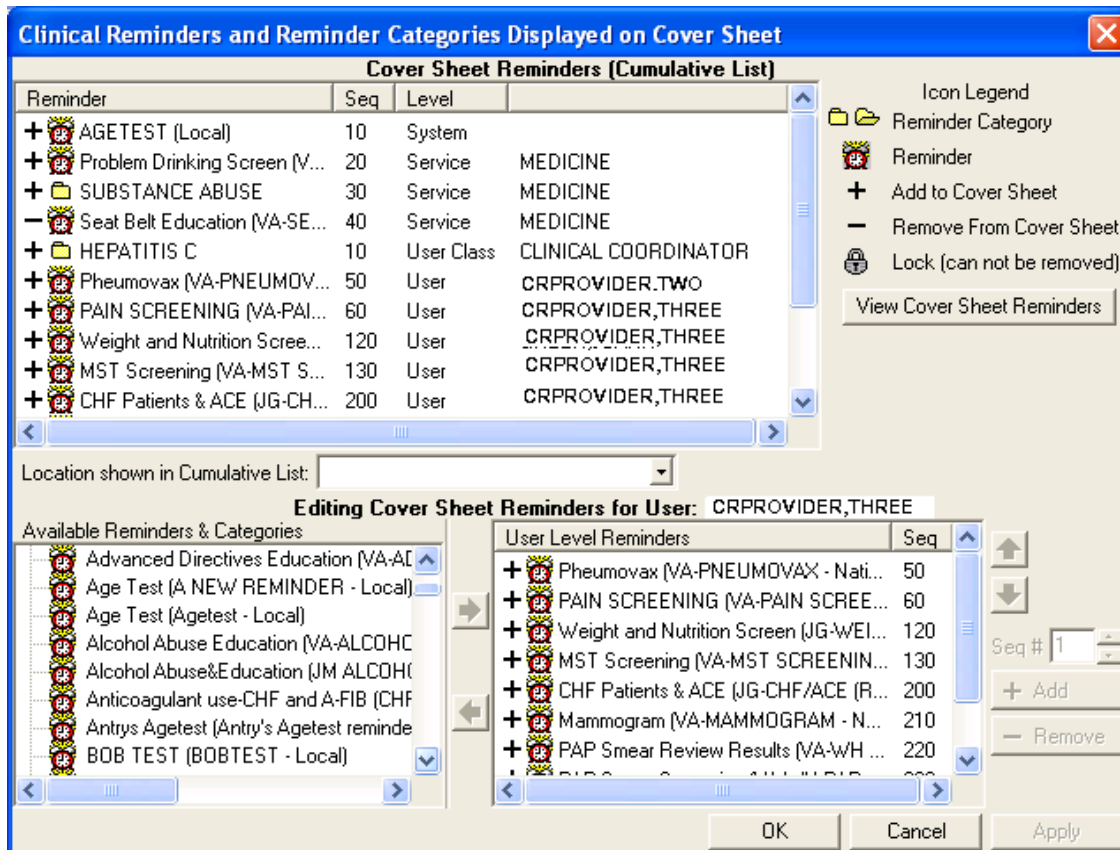 Clinical Reminders and Reminder Categories Displayed on Cover Sheet
Cover Sheet Reminders (Cumulative List)
Reminder Seq Level
+ AGETEST (Local) 10 System
+ Problem Drinking Screen (V... 20 Service MEDICINE
+ SUBSTANCE ABUSE 30 Service MEDICINE
− Seat Belt Education (VA-SE... 40 Service MEDICINE
+ HEPATITIS C 10 User Class CLINICAL COORDINATOR
+ Pheumovax (VA-PNEUMOV... 50 User CRPROVIDER.TWO
+ PAIN SCREENING (VA-PAI... 60 User CRPROVIDER,THREE
+ Weight and Nutrition Scree... 120 User CRPROVIDER,THREE
+ MST Screening (VA-MST S... 130 User CRPROVIDER,THREE
+ CHF Patients & ACE (JG-CH... 200 User CRPROVIDER,THREE
Icon Legend
Reminder Category
Reminder
+ Add to Cover Sheet
− Remove From Cover Sheet
Lock (can not be removed)
View Cover Sheet Reminders
Location shown in Cumulative List:
Editing Cover Sheet Reminders for User: CRPROVIDER,THREE
Available Reminders & Categories
Advanced Directives Education (VA-AD
Age Test (A NEW REMINDER - Local)
Age Test (Agetest - Local)
Alcohol Abuse Education (VA-ALCOHO
Alcohol Abuse&Education (JM ALCOHO
Anticoagulant use-CHF and A-FIB (CHF
Antrys Agetest (Antry's Agetest reminde
BOB TEST (BOBTEST - Local)
User Level Reminders Seq
+ Pheumovax (VA-PNEUMOVAX - Nati... 50
+ PAIN SCREENING (VA-PAIN SCREE... 60
+ Weight and Nutrition Screen (JG-WEI... 120
+ MST Screening (VA-MST SCREENIN... 130
+ CHF Patients & ACE (JG-CHF/ACE (R... 200
+ Mammogram (VA-MAMMOGRAM - N... 210
+ PAP Smear Review Results (VA-WH ... 220
Seq # 1
+ Add
− Remove
OK Cancel Apply